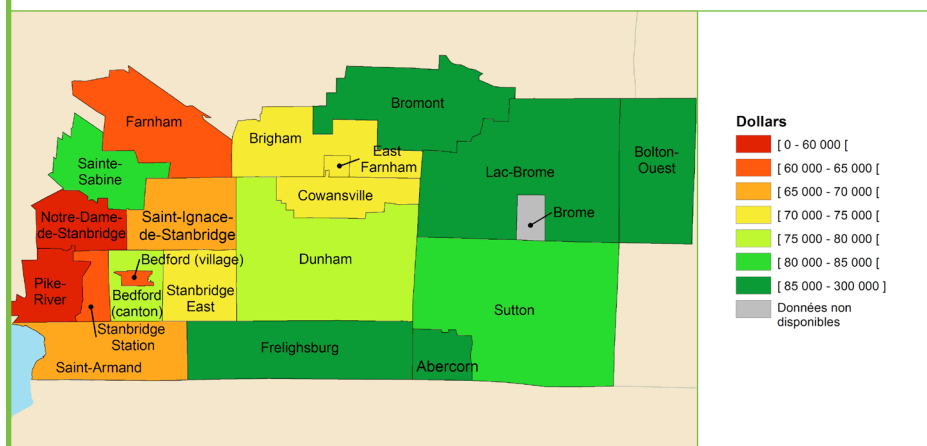 Bromont
Farnham
Brigham
East
Farnham
Bolton-
Ouest
Sainte-
Sabine
Lac-Brome
Cowansville
Notre-Dame-
de-Stanbridge
Saint-Ignace-
de-Stanbridge
Brome
Bedford (village)
Dunham
Pike-
River
Bedford
(canton)
Stanbridge
East
Sutton
Stanbridge
Station
Frelighsburg
Saint-Armand
Abercorn
Dollars
[ 0 - 60 000 [
[ 60 000 - 65 000 [
[ 65 000 - 70 000 [
[ 70 000 - 75 000 [
[ 75 000 - 80 000 [
[ 80 000 - 85 000 [
[ 85 000 - 300 000 ]
Données non
disponibles